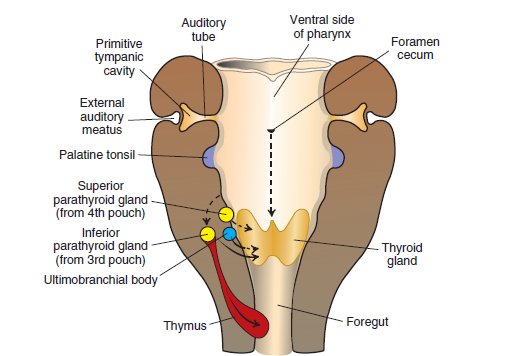 Auditory
tube
Ventral side
of pharynx
Foramen
cecum
Primitive
tympanic
cavity
External
auditory
meatus
Palatine tonsil
Superior
parathyroid gland
(from 4th pouch)
Inferior
parathyroid gland
(from 3rd pouch)
Ultimobranchial body
Thymus
Thyroid
gland
Foregut